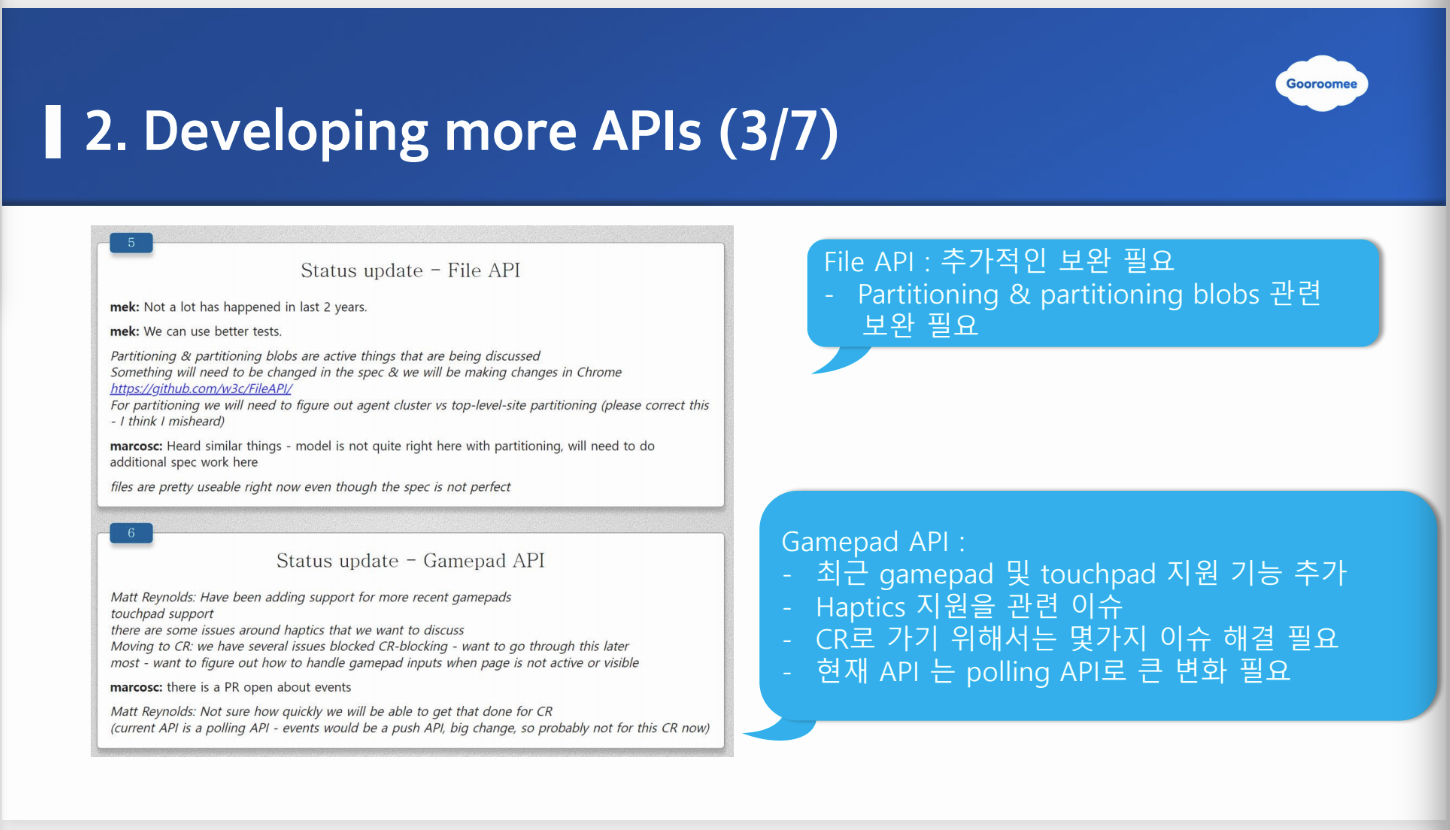 Gooroomee
2. Developing more APIs (3/7)
5
Status update - File API
mek: Not a lot has happened in last 2 years.
mek: We can use better tests.
Partitioning & partitioning blobs are active things that are being discussed
Something will need to be changed in the spec & we will be making changes in Chrome
https://github.com/w3c/FileAPI/
For partitioning we will need to figure out agent cluster vs top-level-site partitioning (please correct this
- I think I misheard)
marcosc: Heard similar things - model is not quite right here with partitioning, will need to do
additional spec work here
files are pretty useable right now even though the spec is not perfect
File API : 추가적인 보완 필요
- Partitioning & partitioning blobs 관련
보완 필요
6
Status update - Gamepad API
Matt Reynolds: Have been adding support for more recent gamepads
touchpad support
there are some issues around haptics that we want to discuss
Moving to CR: we have several issues blocked CR-blocking - want to go through this later
most - want to figure out how to handle gamepad inputs when page is not active or visible
marcosc: there is a PR open about events
Matt Reynolds: Not sure how quickly we will be able to get that done for CR
(current API is a polling API - events would be a push API, big change, so probably not for this CR now)
Gamepad API :
- 최근 gamepad 및 touchpad 지원 기능 추가
- Haptics 지원을 관련 이슈
- CR로 가기 위해서는 몇가지 이슈 해결 필요
- 현재 API 는 polling API로 큰 변화 필요